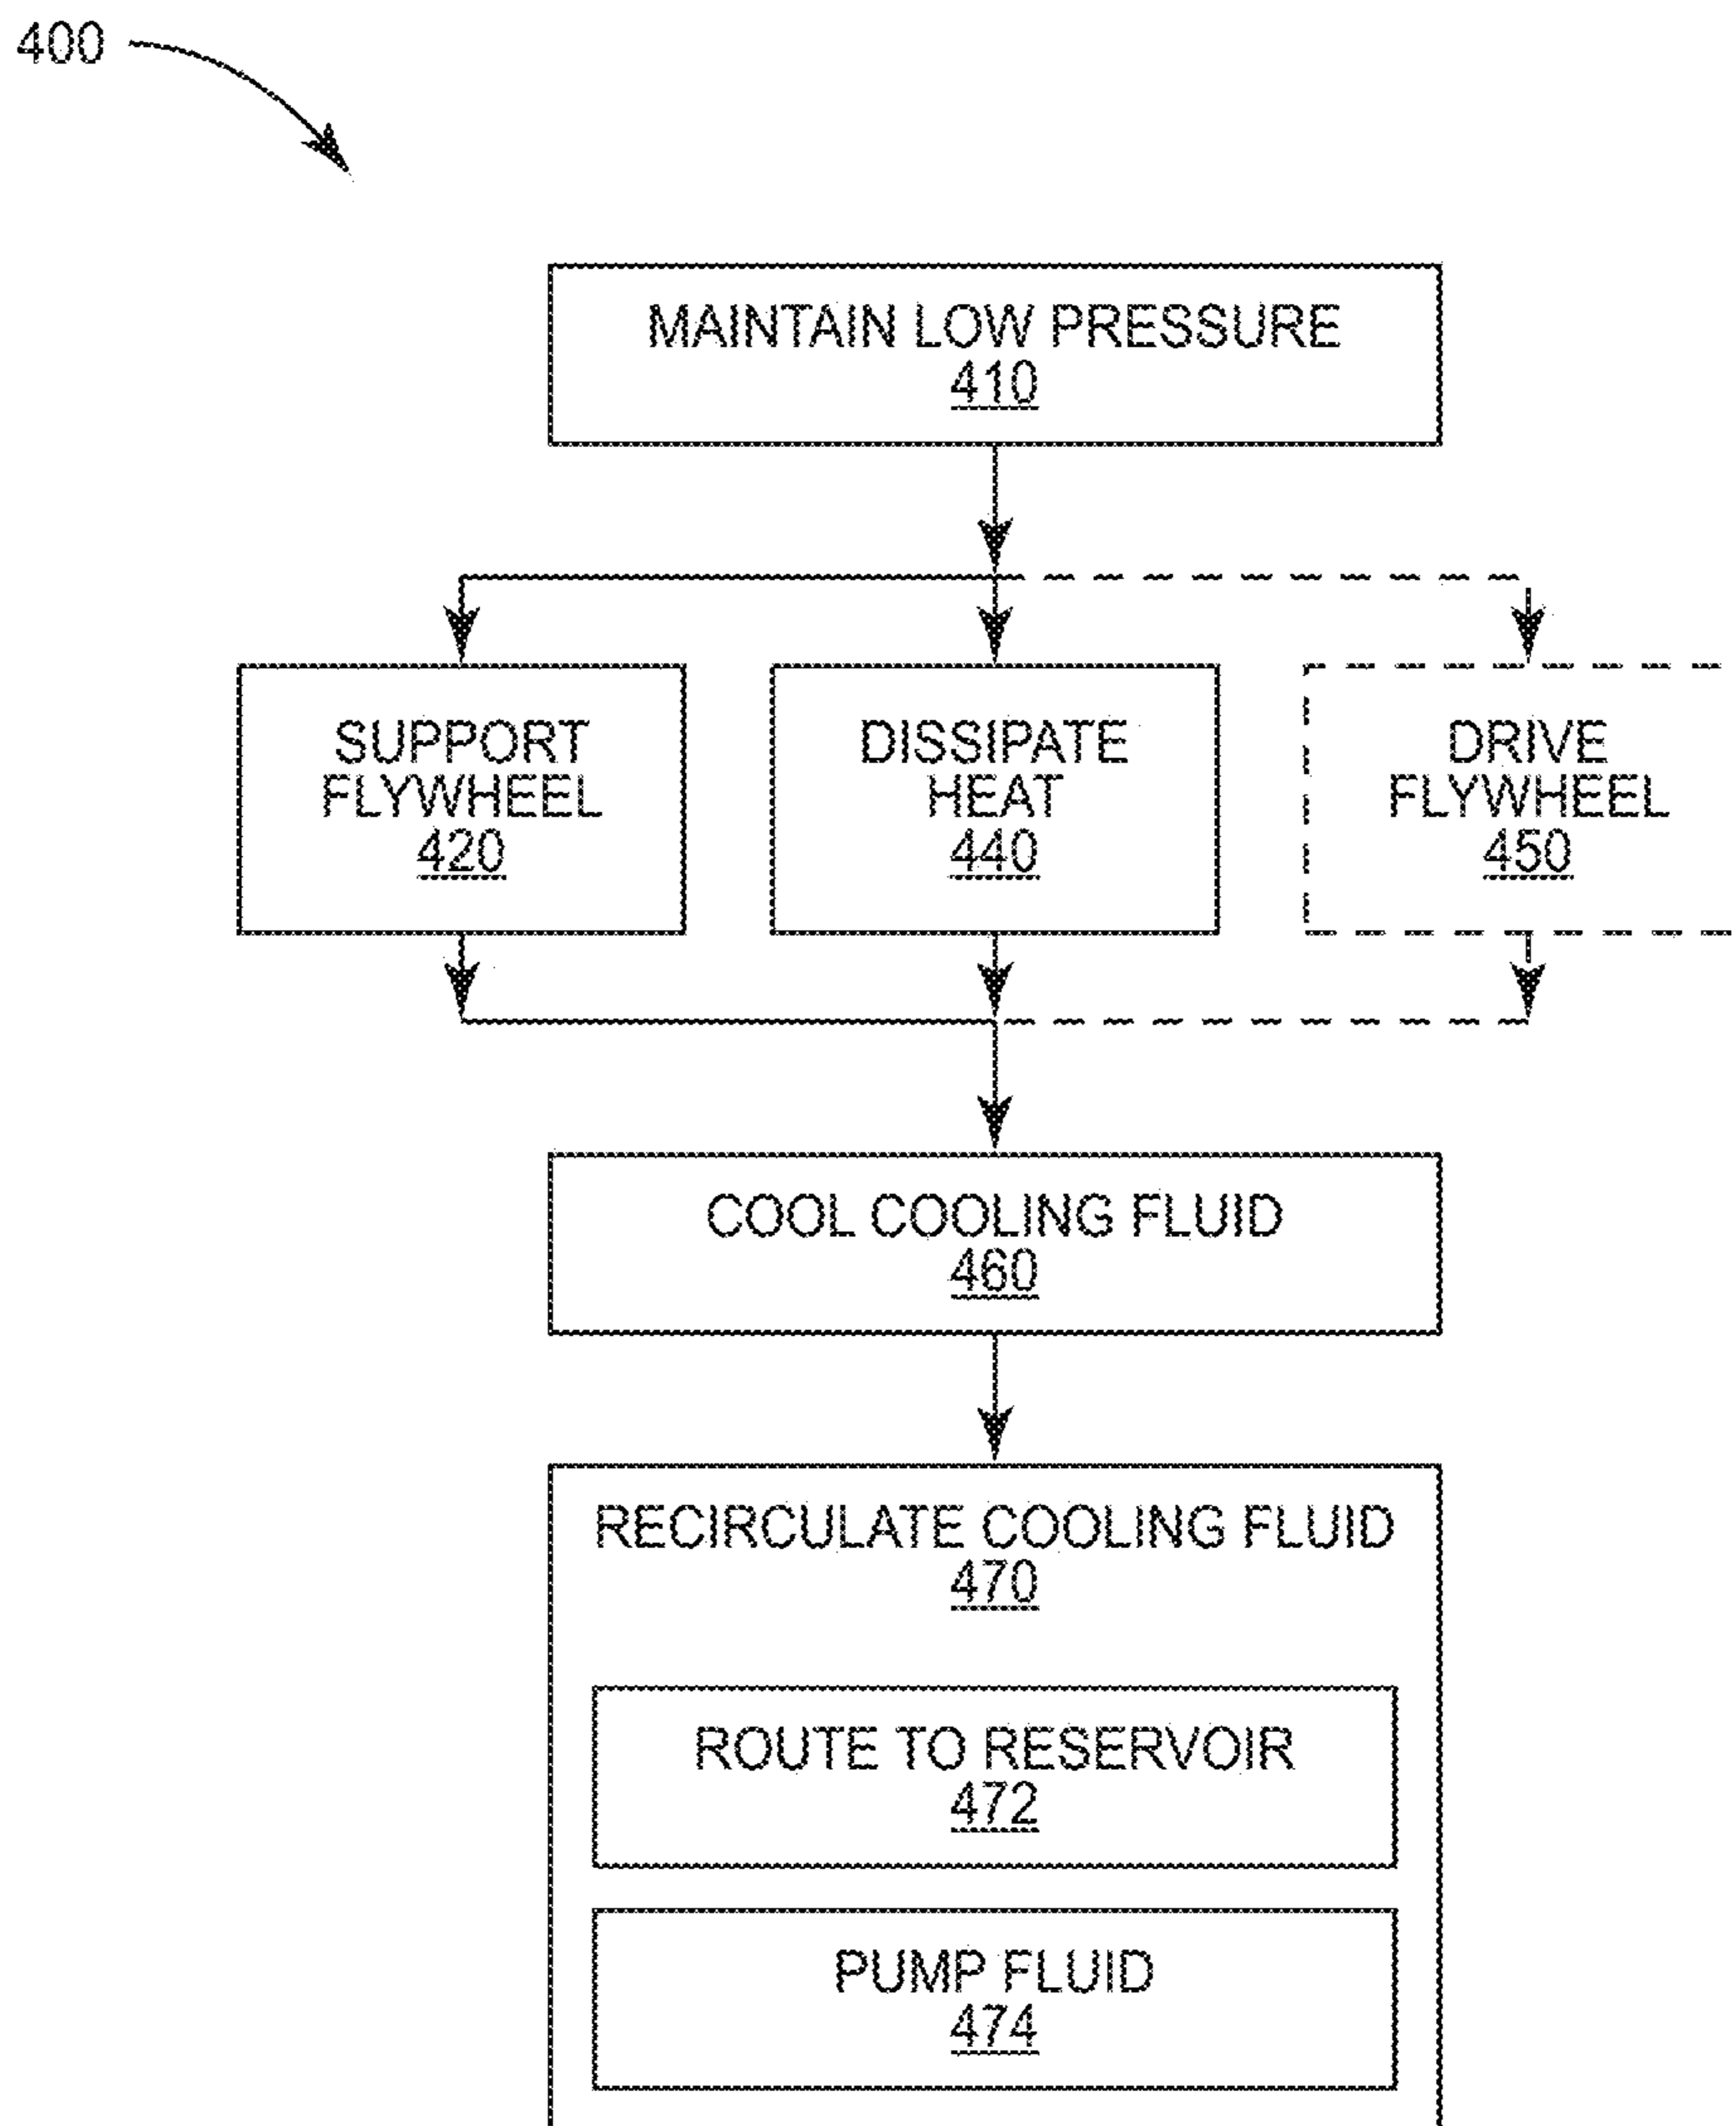 400
MAINTAIN LOW PRESSURE
410
SUPPORT
FLYWHEEL
420
DISSIPATE
HEAT
440
DRIVE
FLYWHEEL
450
COOL COOLING FLUID
460
RECIRCULATE COOLING FLUID
470
ROUTE TO RESERVOIR
472
PUMP FLUID
474